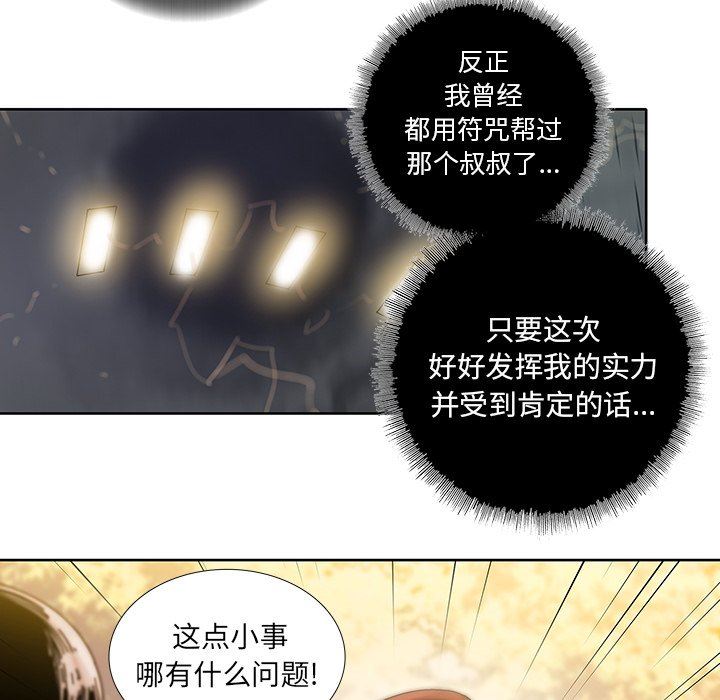 反正
我曾经
都用符咒帮过
那个叔叔了...
只要这次
好好发挥我的实力
并受到肯定的话...
这点小事
哪有什么问题!